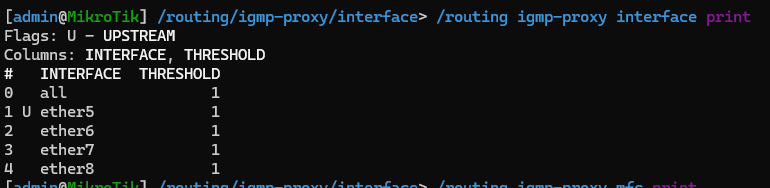 [admin@MikroTik] /routing/igmp-proxy/interface> /routing igmp-proxy interface print
Flags: U - UPSTREAM
Columns: INTERFACE, THRESHOLD
#   INTERFACE  THRESHOLD
0   all                1
1 U ether5             1
2   ether6             1
3   ether7             1
4   ether8             1
[admin@MikroTik] /routing/igmp-proxy/interface> /routing igmp-proxy mfc print